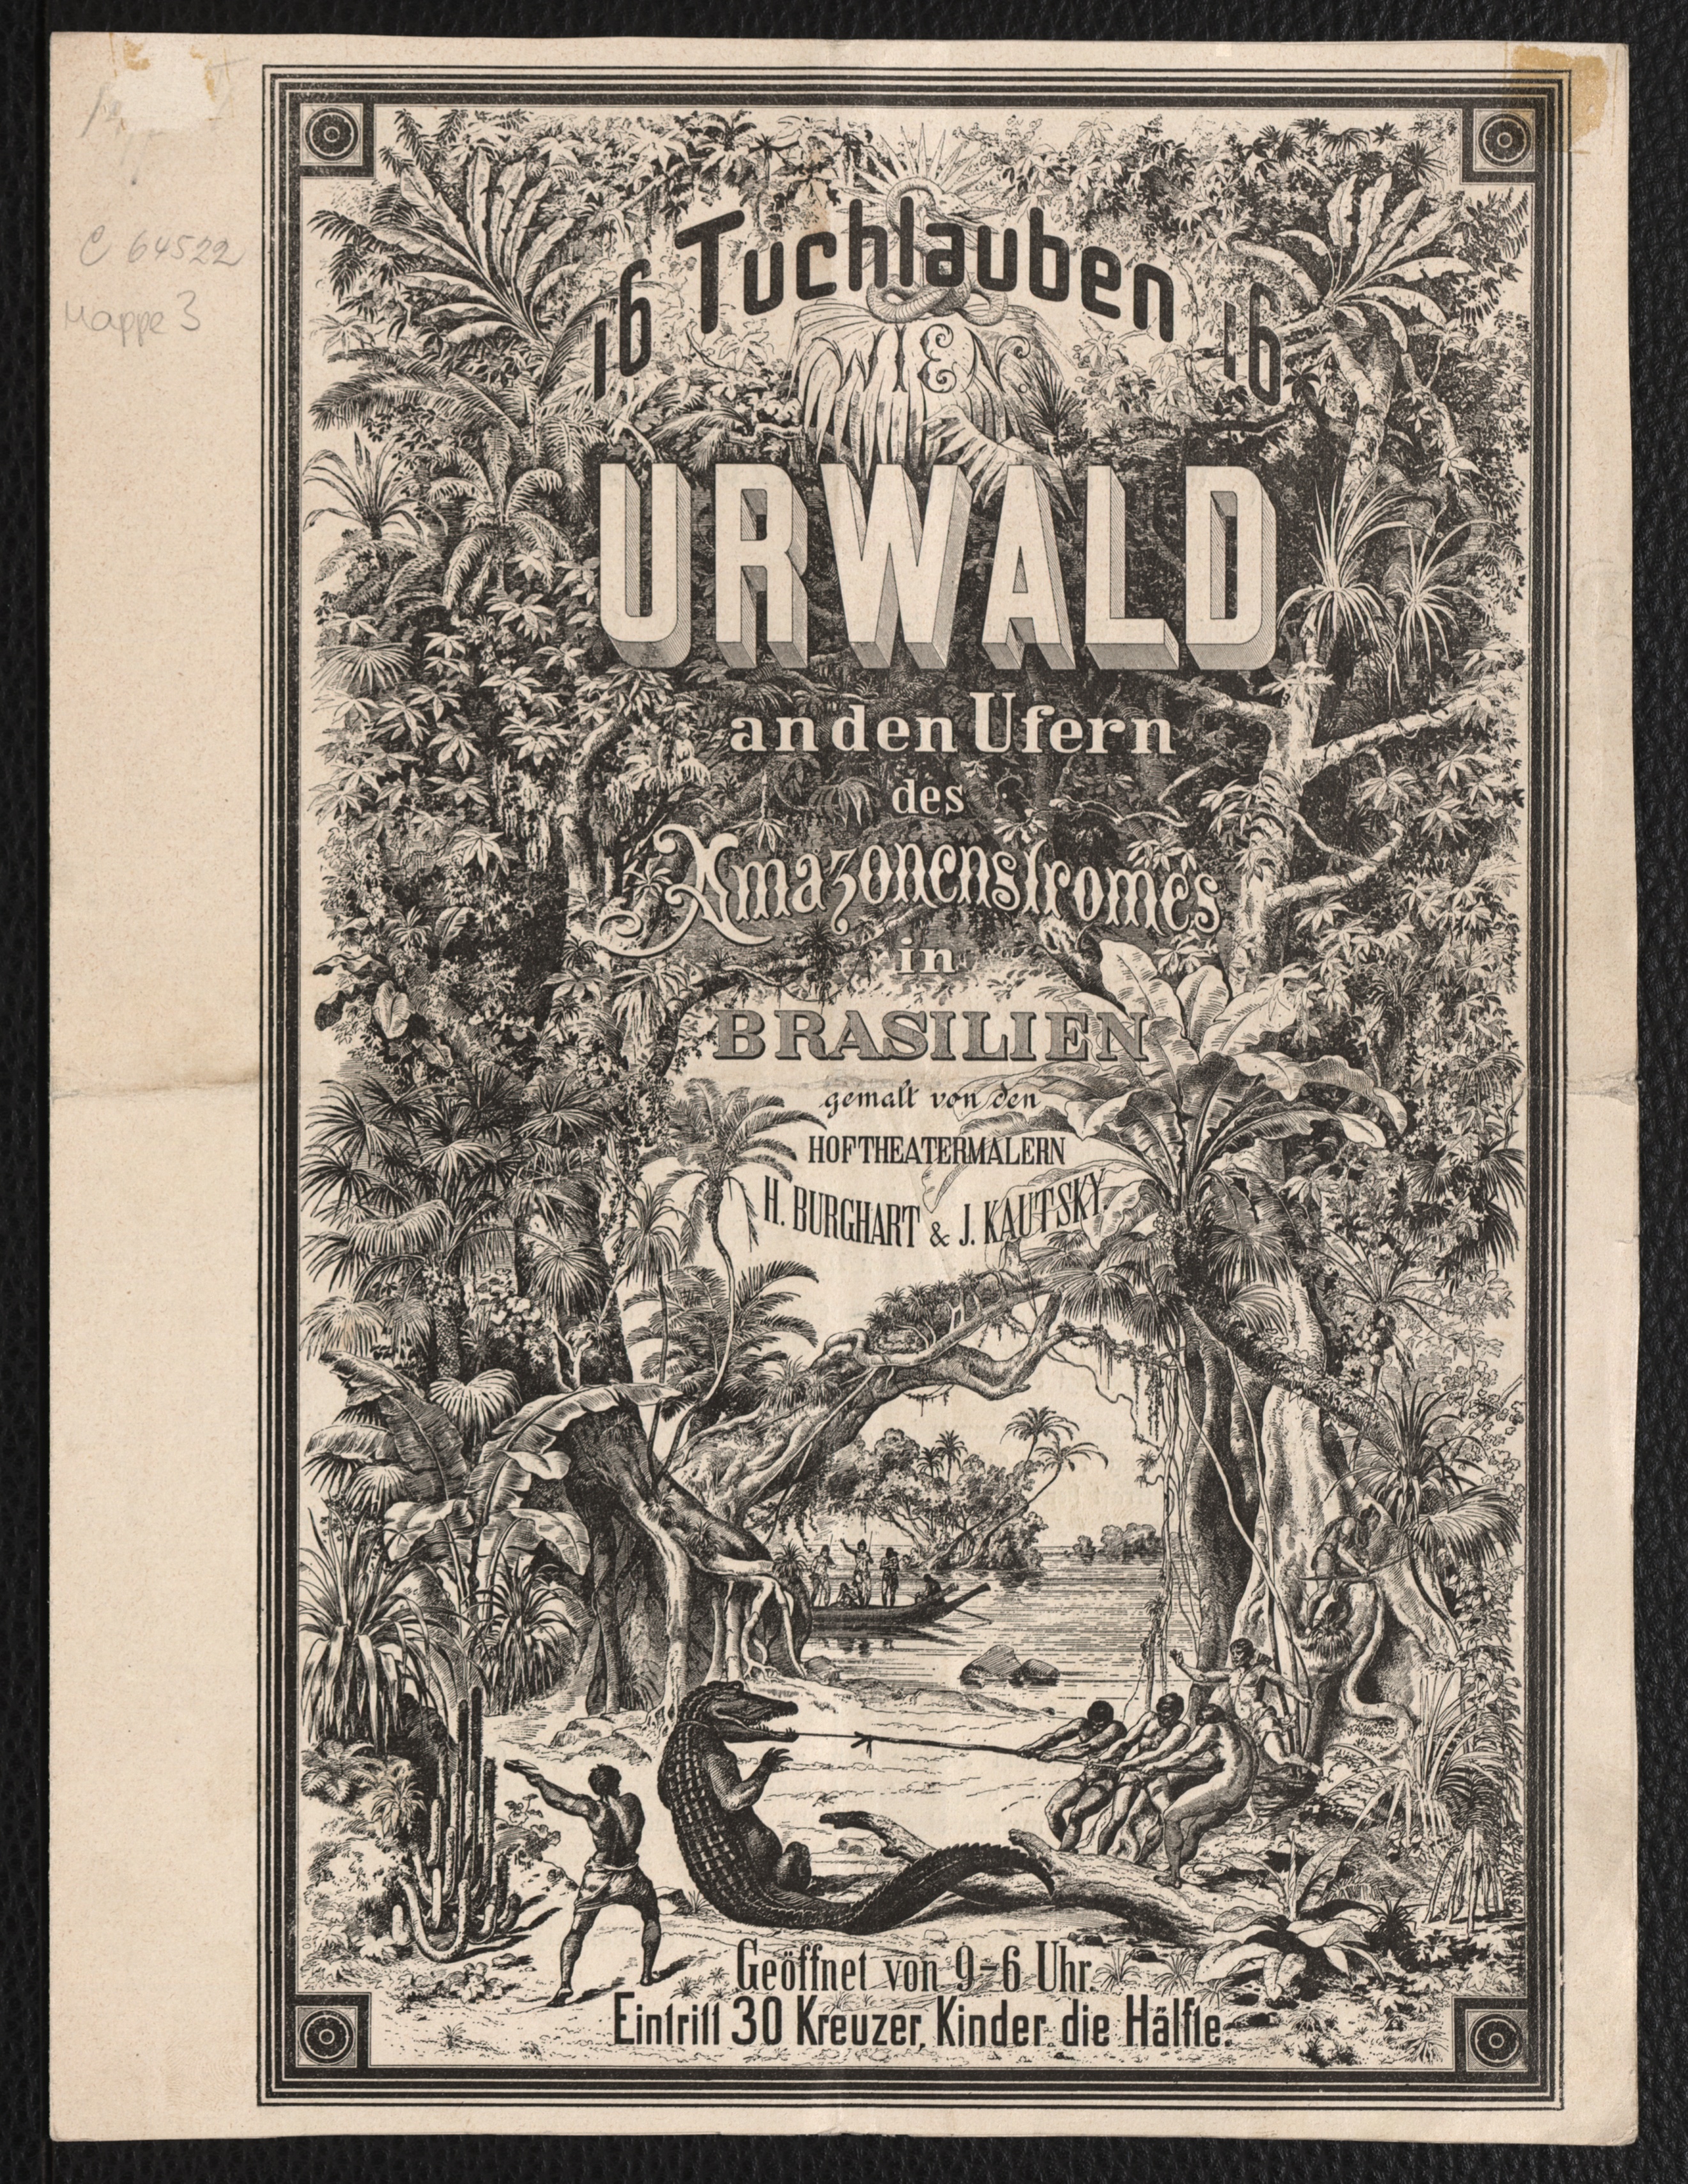 C 64522
Mappe 3
16 Tuchlauben 16
WIEN.
URWALD
an den Ufern
des
Amazonenstromes
in
BRASILIEN
gemalt von den
HOFTHEATERMALERN
H. BURGHART & J. KAUTSKY.
Geöffnet von 9-6 Uhr.
Eintritt 30 Kreuzer, Kinder die Hälfte.